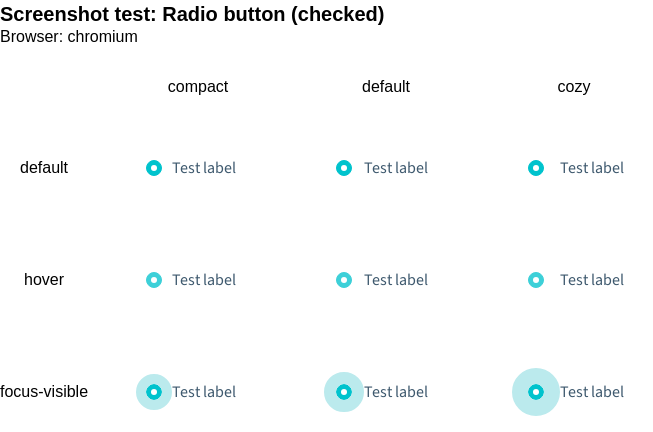 Screenshot test: Radio button (checked)
Browser: chromium
compact default cozy
default Test label Test label Test label
hover Test label Test label Test label
focus-visible Test label Test label Test label